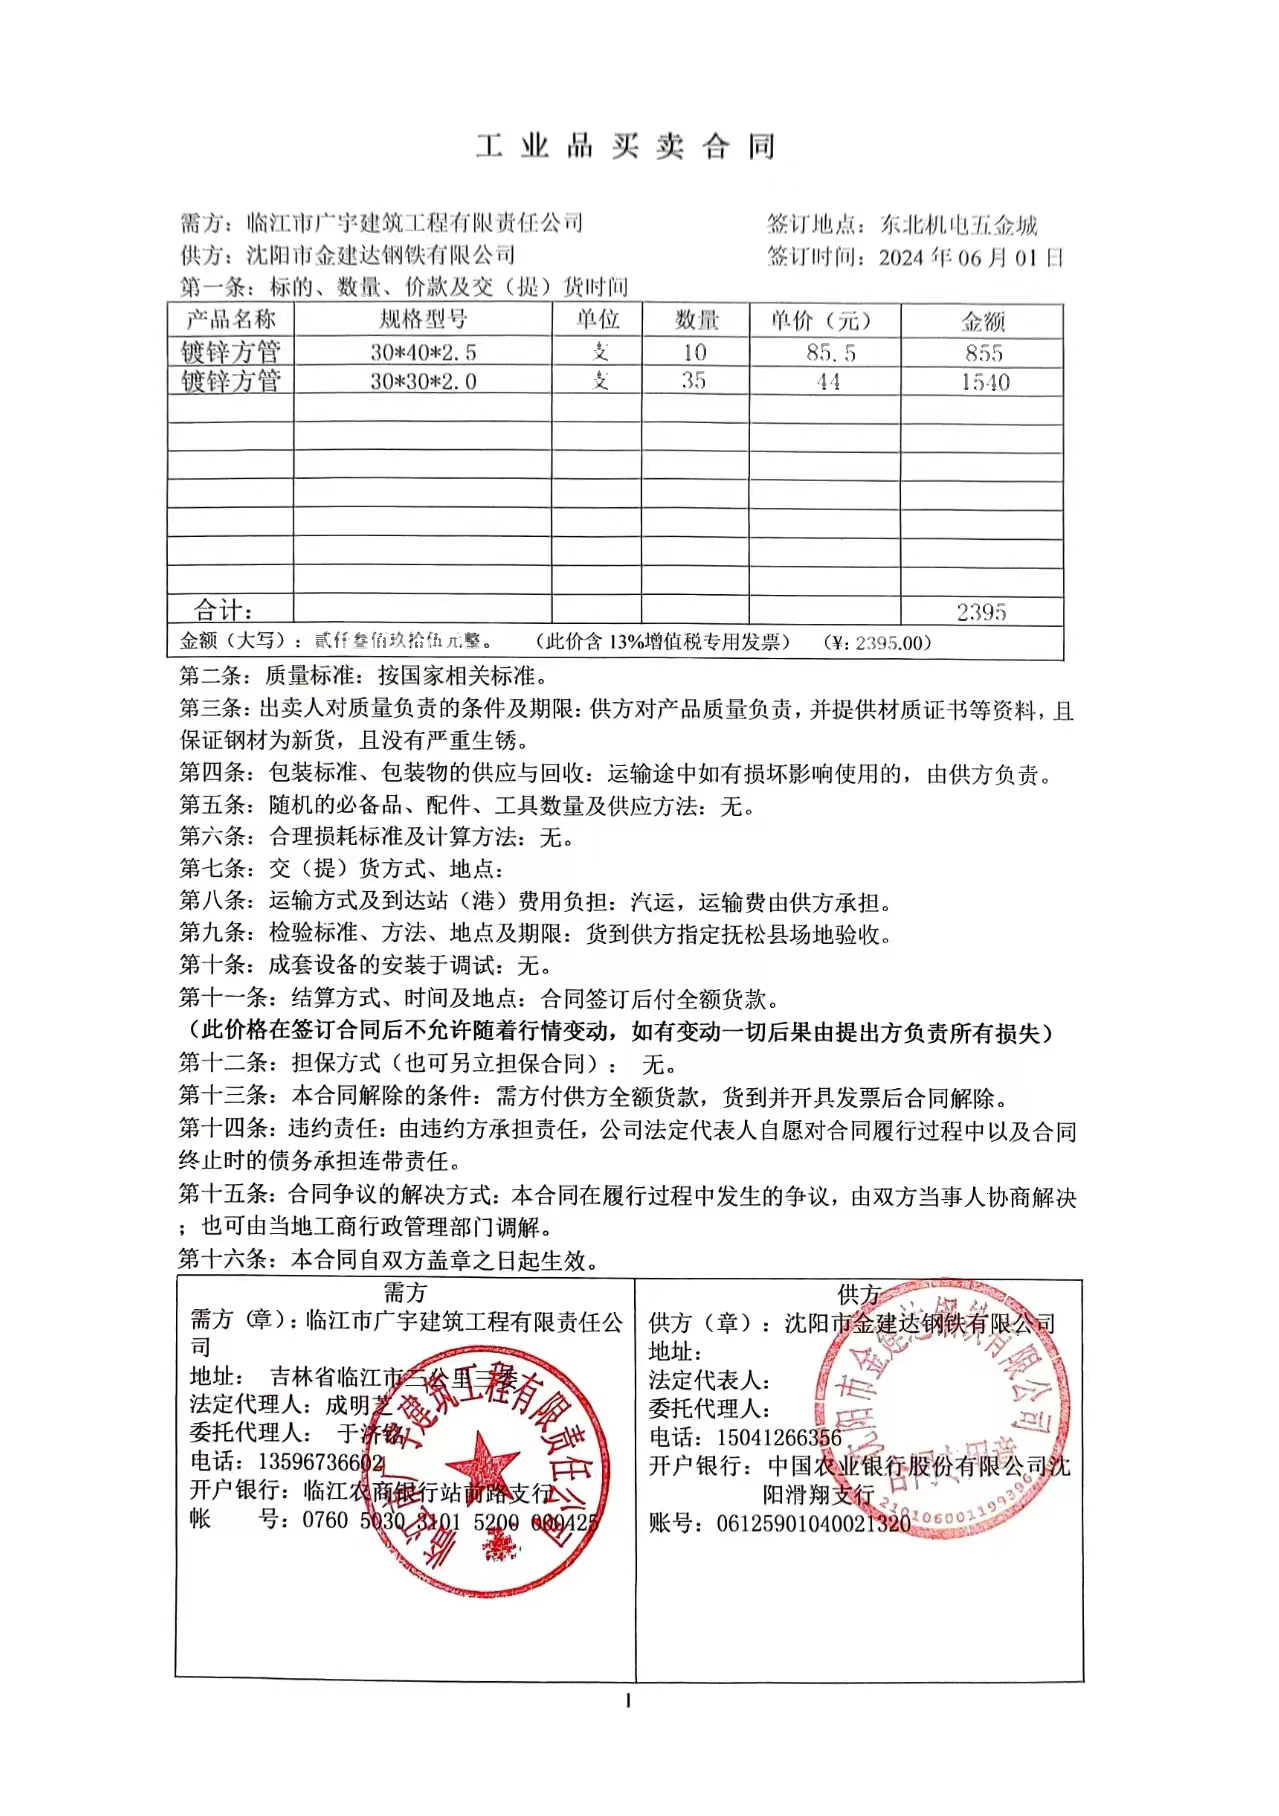 工业品买卖合同
需方：临江市广宇建筑工程有限责任公司 签订地点：东北机电五金城
供方：沈阳市金建达钢铁有限公司 签订时间：2024年06月01日
第一条：标的、数量、价款及交（提）货时间
产品名称 规格型号 单位 数量 单价（元） 金额
镀锌方管 30*40*2.5 支 10 85.5 855
镀锌方管 30*30*2.0 支 35 44 1540
合计： 2395
金额（大写）：贰仟叁佰玖拾伍元整。 （此价含13%增值税专用发票） （¥：2395.00）
第二条：质量标准：按国家相关标准。
第三条：出卖人对质量负责的条件及期限：供方对产品质量负责，并提供材质证书等资料，且
保证钢材为新货，且没有严重生锈。
第四条：包装标准、包装物的供应与回收：运输途中如有损坏影响使用的，由供方负责。
第五条：随机的必备品、配件、工具数量及供应方法：无。
第六条：合理损耗标准及计算方法：无。
第七条：交（提）货方式、地点：
第八条：运输方式及到达站（港）费用负担：汽运，运输费由供方承担。
第九条：检验标准、方法、地点及期限：货到供方指定抚松县场地验收。
第十条：成套设备的安装于调试：无。
第十一条：结算方式、时间及地点：合同签订后付全额货款。
（此价格在签订合同后不允许随着行情变动，如有变动一切后果由提出方负责所有损失）
第十二条：担保方式（也可另立担保合同）： 无。
第十三条：本合同解除的条件：需方付供方全额货款，货到并开具发票后合同解除。
第十四条：违约责任：由违约方承担责任，公司法定代表人自愿对合同履行过程中以及合同
终止时的债务承担连带责任。
第十五条：合同争议的解决方式：本合同在履行过程中发生的争议，由双方当事人协商解决
；也可由当地工商行政管理部门调解。
第十六条：本合同自双方盖章之日起生效。
需方
需方（章）：临江市广宇建筑工程有限责任公
司
地址： 吉林省临江市二公里三委
法定代理人：成明芝
委托代理人： 于济铭
电话：13596736602
开户银行：临江农商银行站前路支行
帐 号：0760 5030 3101 5200 000425
临江市广宇建筑工程有限责任公司
供方
供方（章）：沈阳市金建达钢铁有限公司
地址：
法定代表人：
委托代理人：
电话：15041266356
开户银行：中国农业银行股份有限公司沈
阳滑翔支行
账号：06125901040021320
沈阳市金建达钢铁有限公司
合同专用章
1